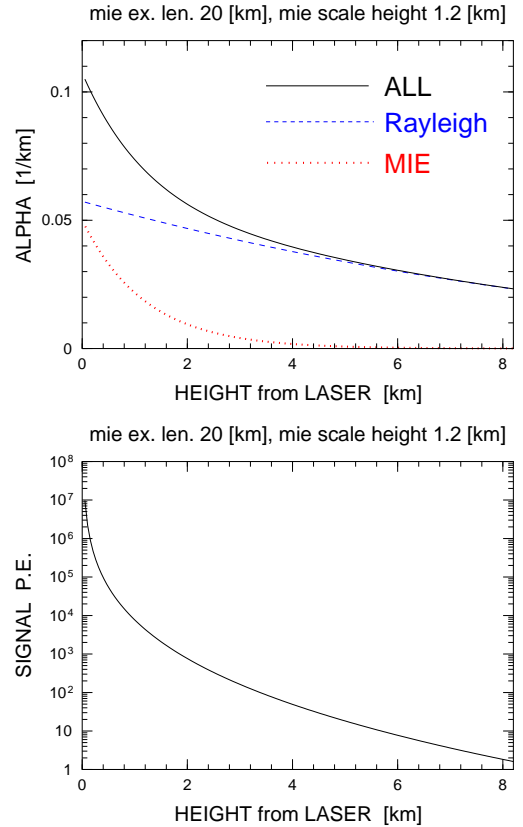 mie ex. len. 20 [km], mie scale height 1.2 [km]
ALPHA [1/km]
0.1
0.05
0
ALL
Rayleigh
MIE
0 2 4 6 8
HEIGHT from LASER [km]
mie ex. len. 20 [km], mie scale height 1.2 [km]
SIGNAL P.E.
10⁸
10⁷
10⁶
10⁵
10⁴
10³
10²
10
1
0 2 4 6 8
HEIGHT from LASER [km]